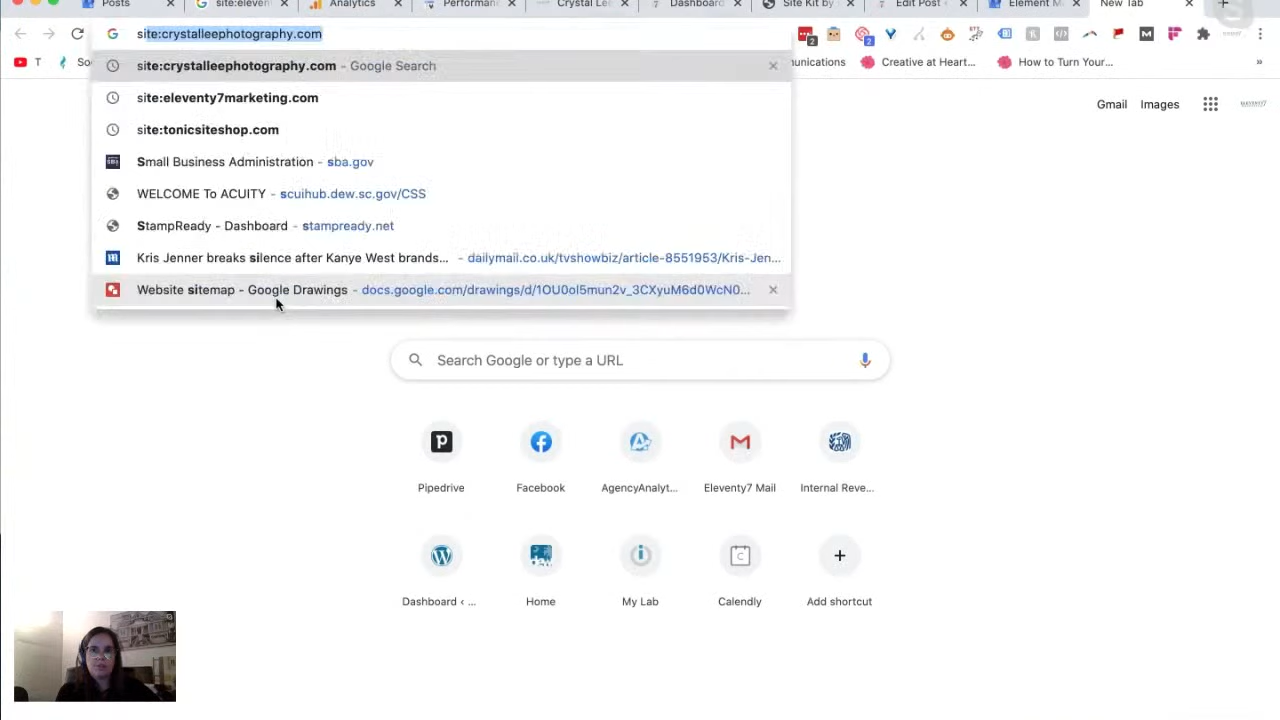 Posts
site:eleven
Analytics
Performanc
Crystal Lee
Dashboard
Site Kit by
Edit Post
Element M
New Tab
site:crystalleephotography.com
2
2
T
Soc
unications
Creative at Heart...
How to Turn Your...
»
site:crystalleephotography.com - Google Search
site:eleventy7marketing.com
site:tonicsiteshop.com
Small Business Administration - sba.gov
WELCOME To ACUITY - scuihub.dew.sc.gov/CSS
StampReady - Dashboard - stampready.net
Kris Jenner breaks silence after Kanye West brands... - dailymail.co.uk/tvshowbiz/article-8551953/Kris-Jen...
Website sitemap - Google Drawings - docs.google.com/drawings/d/1OU0ol5mun2v_3CXyuM6d0WcN0...
Gmail Images
Search Google or type a URL
Pipedrive
Facebook
AgencyAnalyt...
Eleventy7 Mail
Internal Reve...
Dashboard ‹ ...
Home
My Lab
Calendly
Add shortcut